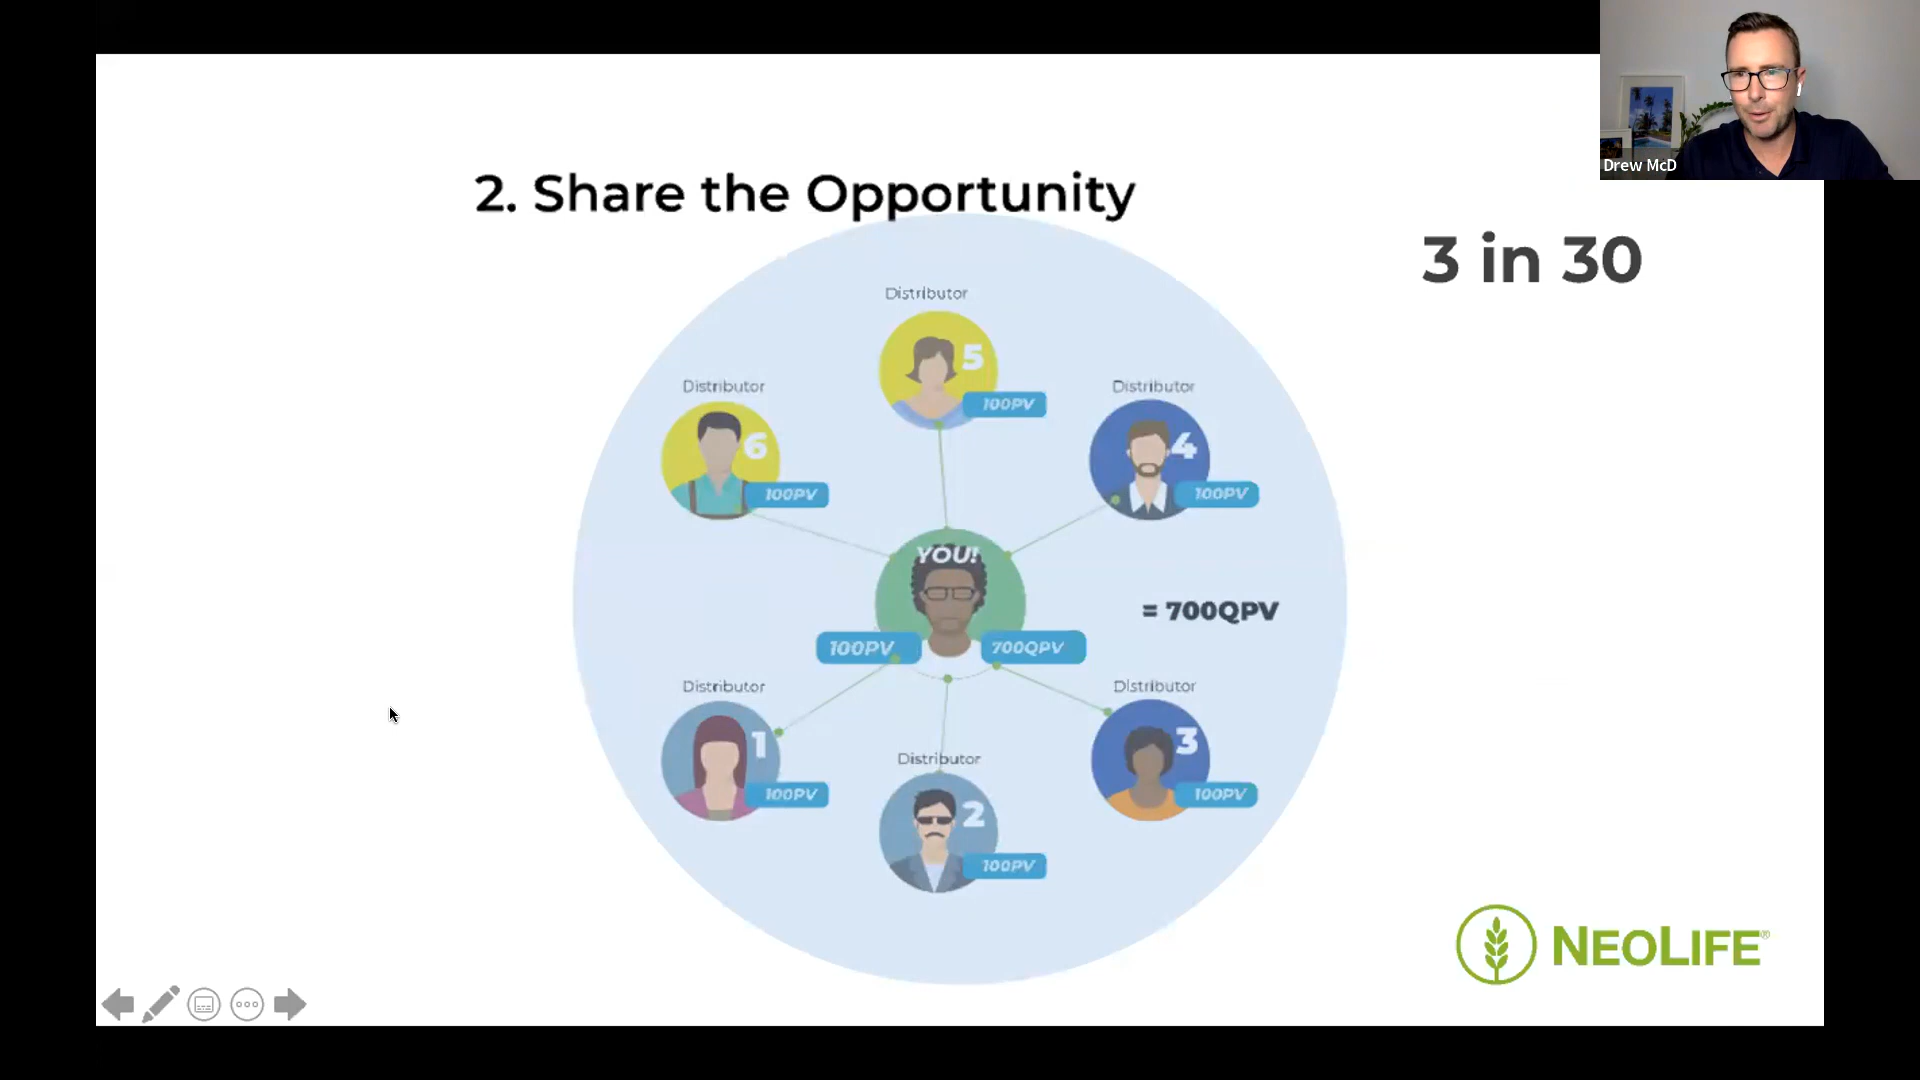 Drew McD
2. Share the Opportunity
3 in 30
Distributor
5
100PV
Distributor
6
100PV
Distributor
4
100PV
YOU!
100PV
700QPV
= 700QPV
Distributor
1
100PV
Distributor
2
100PV
Distributor
3
100PV
NEOLIFE®